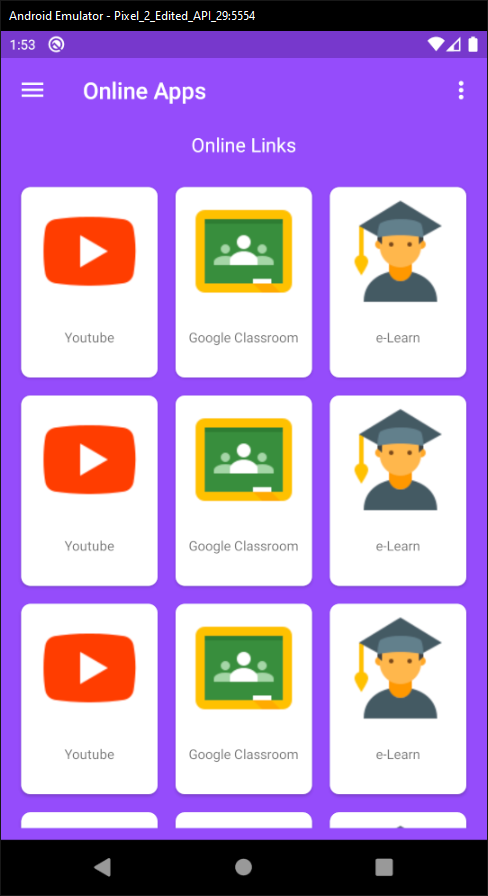 Android Emulator - Pixel_2_Edited_API_29:5554
1:53
Online Apps
Online Links
Youtube
Google Classroom
e-Learn
Youtube
Google Classroom
e-Learn
Youtube
Google Classroom
e-Learn